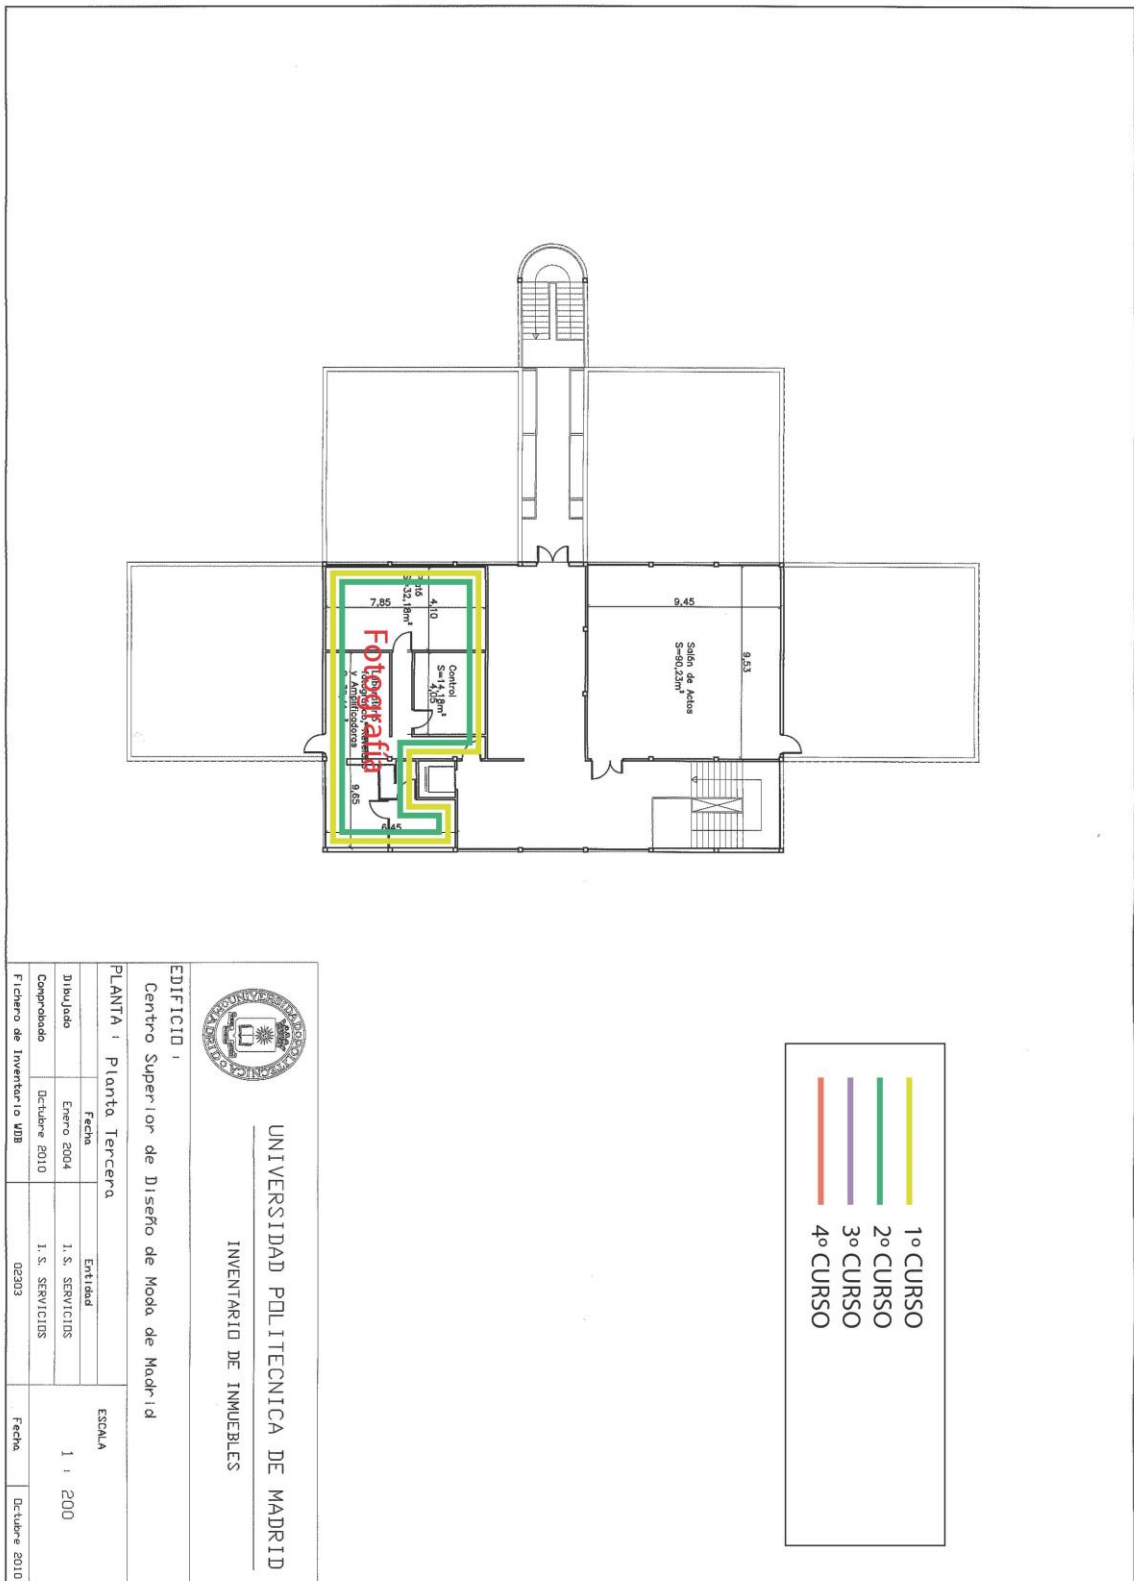 9,45
9,53
Salón de Actos
S=90,23m²
4,10
S=32,18m²
7,85
Control
S=14,18m²
4,05
Fotografía
y Amplificadoras
9,65
6,45
1º CURSO
2º CURSO
3º CURSO
4º CURSO
UNIVERSIDAD POLITECNICA DE MADRID
INVENTARIO DE INMUEBLES
EDIFICIO :
Centro Superior de Diseño de Moda de Madrid
PLANTA : Planta Tercera
Fecha Entidad ESCALA
Dibujado Enero 2004 I. S. SERVICIOS 1 : 200
Comprobado Octubre 2010 I. S. SERVICIOS
Fichero de Inventario WDB 02303 Fecha Octubre 2010